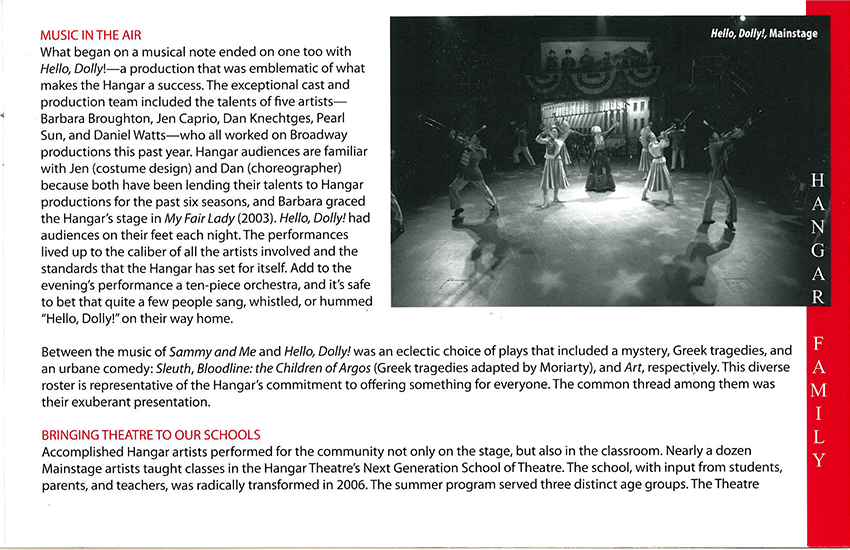 MUSIC IN THE AIR
What began on a musical note ended on one too with
Hello, Dolly!—a production that was emblematic of what
makes the Hangar a success. The exceptional cast and
production team included the talents of five artists—
Barbara Broughton, Jen Caprio, Dan Knechtges, Pearl
Sun, and Daniel Watts—who all worked on Broadway
productions this past year. Hangar audiences are familiar
with Jen (costume design) and Dan (choreographer)
because both have been lending their talents to Hangar
productions for the past six seasons, and Barbara graced
the Hangar's stage in My Fair Lady (2003). Hello, Dolly! had
audiences on their feet each night. The performances
lived up to the caliber of all the artists involved and the
standards that the Hangar has set for itself. Add to the
evening's performance a ten-piece orchestra, and it's safe
to bet that quite a few people sang, whistled, or hummed
"Hello, Dolly!" on their way home.
Hello, Dolly!, Mainstage
Between the music of Sammy and Me and Hello, Dolly! was an eclectic choice of plays that included a mystery, Greek tragedies, and
an urbane comedy: Sleuth, Bloodline: the Children of Argos (Greek tragedies adapted by Moriarty), and Art, respectively. This diverse
roster is representative of the Hangar's commitment to offering something for everyone. The common thread among them was
their exuberant presentation.
BRINGING THEATRE TO OUR SCHOOLS
Accomplished Hangar artists performed for the community not only on the stage, but also in the classroom. Nearly a dozen
Mainstage artists taught classes in the Hangar Theatre's Next Generation School of Theatre. The school, with input from students,
parents, and teachers, was radically transformed in 2006. The summer program served three distinct age groups. The Theatre
HANGAR FAMILY